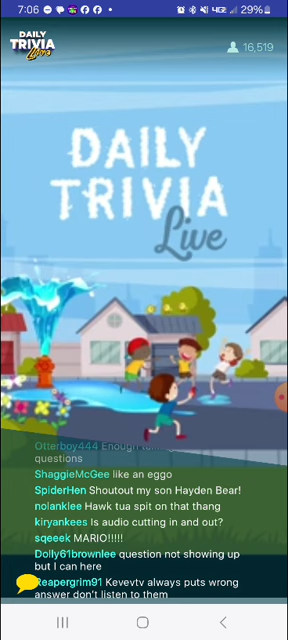 7:06
4GE
29%
DAILY
TRIVIA
Live
16,519
DAILY
TRIVIA
Live
Otterboy444 Enough
questions
ShaggieMcGee like an eggo
SpiderHen Shoutout my son Hayden Bear!
nolanklee Hawk tua spit on that thang
kiryankees Is audio cutting in and out?
sqeeek MARIO!!!!!
Dolly61brownlee question not showing up
but I can here
Reapergrim91 Kevevtv always puts wrong
answer don't listen to them